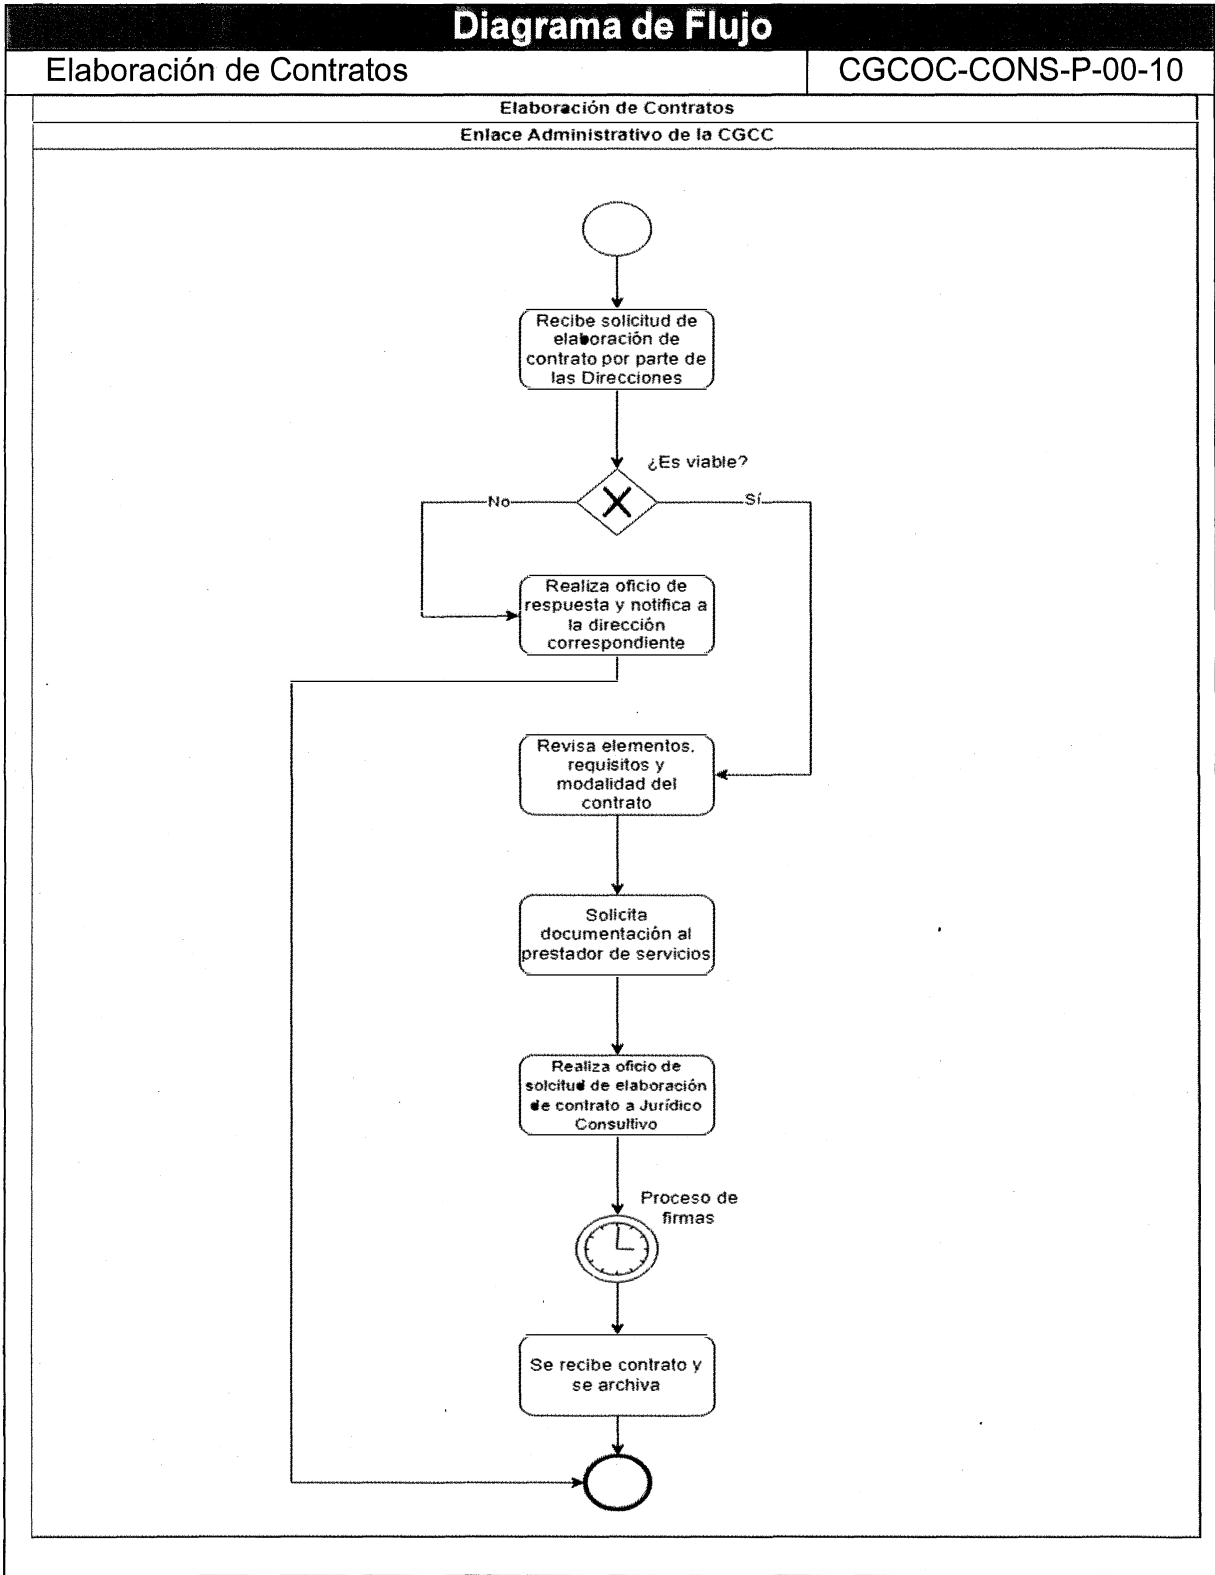 Diagrama de Flujo
Elaboración de Contratos
CGCOC-CONS-P-00-10
Elaboración de Contratos
Enlace Administrativo de la CGCC
Recibe solicitud de
elaboración de
contrato por parte de
las Direcciones
¿Es viable?
No
Sí
Realiza oficio de
respuesta y notifica a
la dirección
correspondiente
Revisa elementos,
requisitos y
modalidad del
contrato
Solicita
documentación al
prestador de servicios
Realiza oficio de
solcitud de elaboración
de contrato a Jurídico
Consultivo
Proceso de
firmas
Se recibe contrato y
se archiva